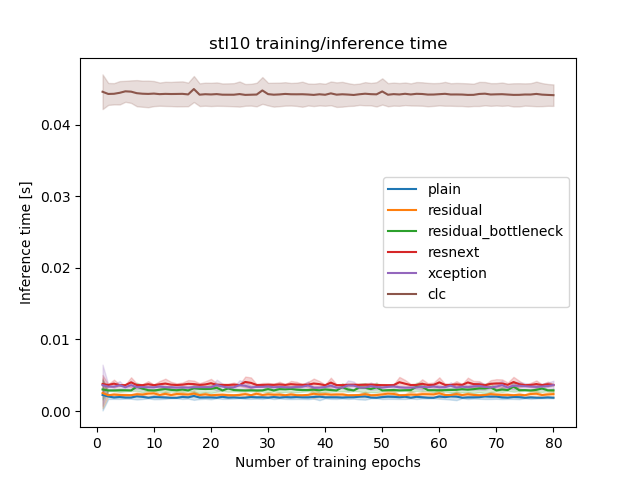 stl10 training/inference time
Inference time [s]
0.04
0.03
0.02
0.01
0.00
plain
residual
residual_bottleneck
resnext
xception
clc
0 10 20 30 40 50 60 70 80
Number of training epochs